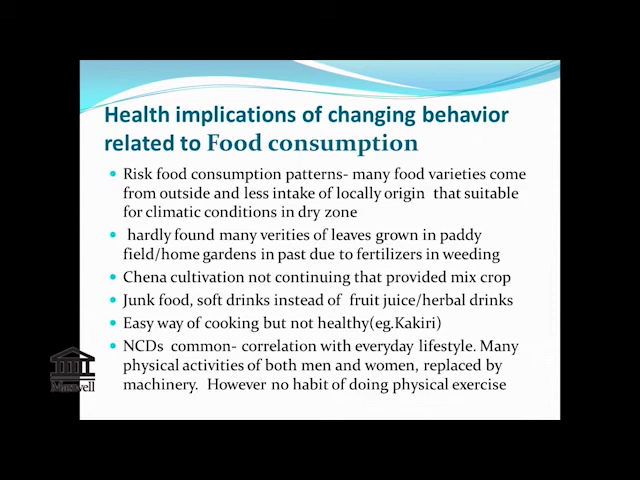 Health implications of changing behavior
related to Food consumption
• Risk food consumption patterns- many food varieties come
from outside and less intake of locally origin that suitable
for climatic conditions in dry zone
• hardly found many verities of leaves grown in paddy
field/home gardens in past due to fertilizers in weeding
• Chena cultivation not continuing that provided mix crop
• Junk food, soft drinks instead of fruit juice/herbal drinks
• Easy way of cooking but not healthy(eg.Kakiri)
• NCDs common- correlation with everyday lifestyle. Many
physical activities of both men and women, replaced by
machinery. However no habit of doing physical exercise
Maxwell